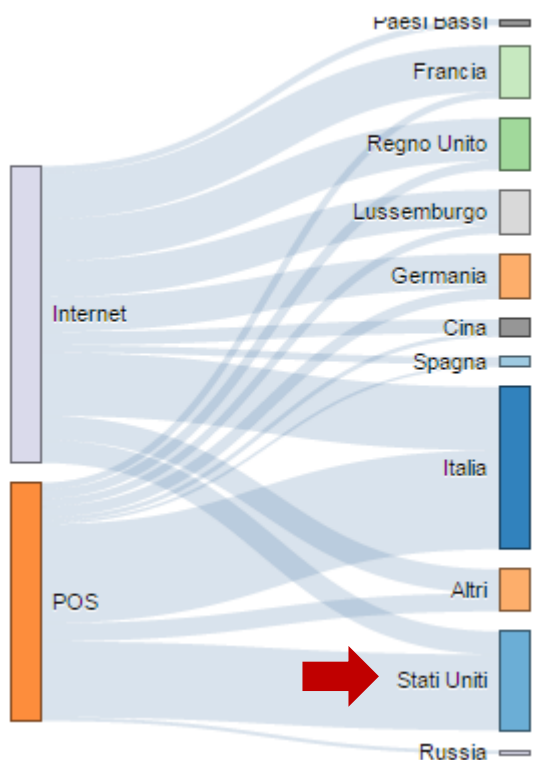 Paesi Bassi
Francia
Regno Unito
Lussemburgo
Germania
Internet
Cina
Spagna
Italia
Altri
POS
Stati Uniti
Russia